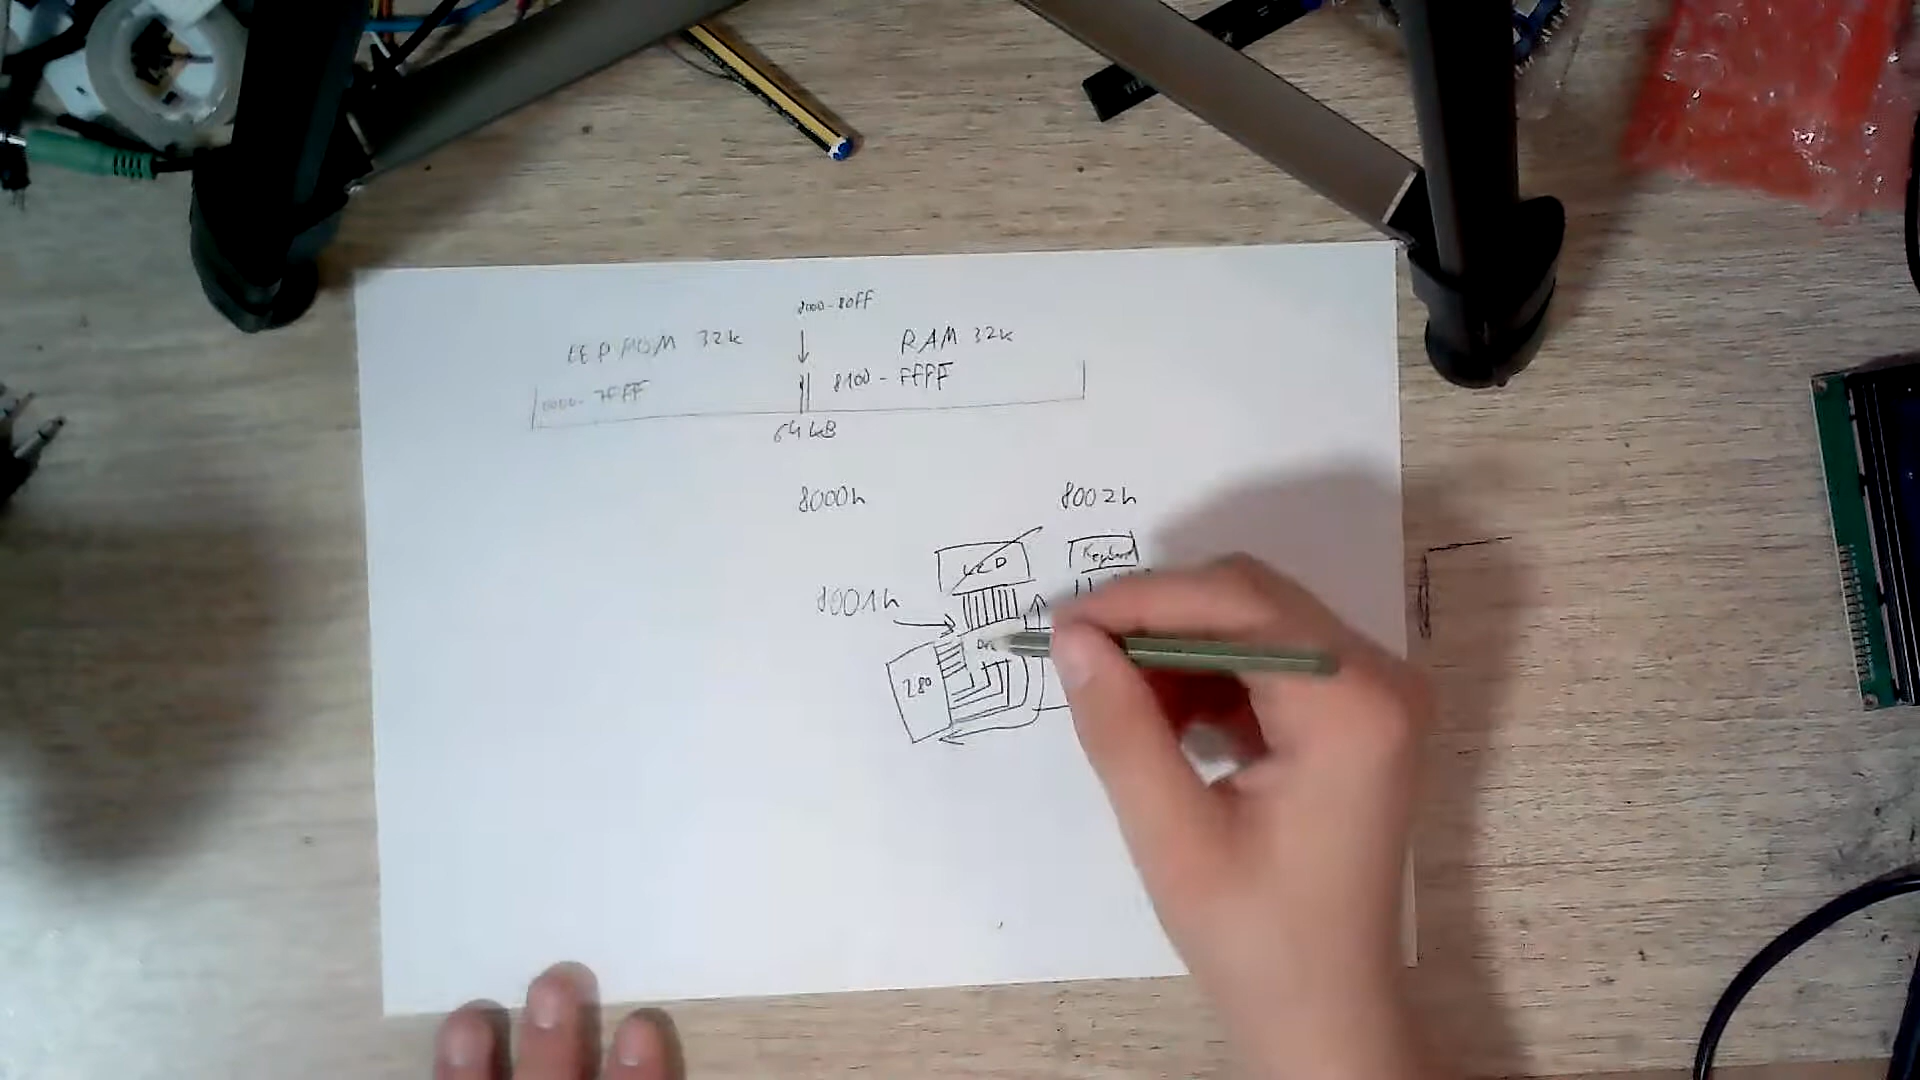 8000-80FF
EEPROM 32k
RAM 32k
0000-7FFF
8100-FFFF
64kB
8000h
8002h
LCD
Keyboard
8001h
Z80